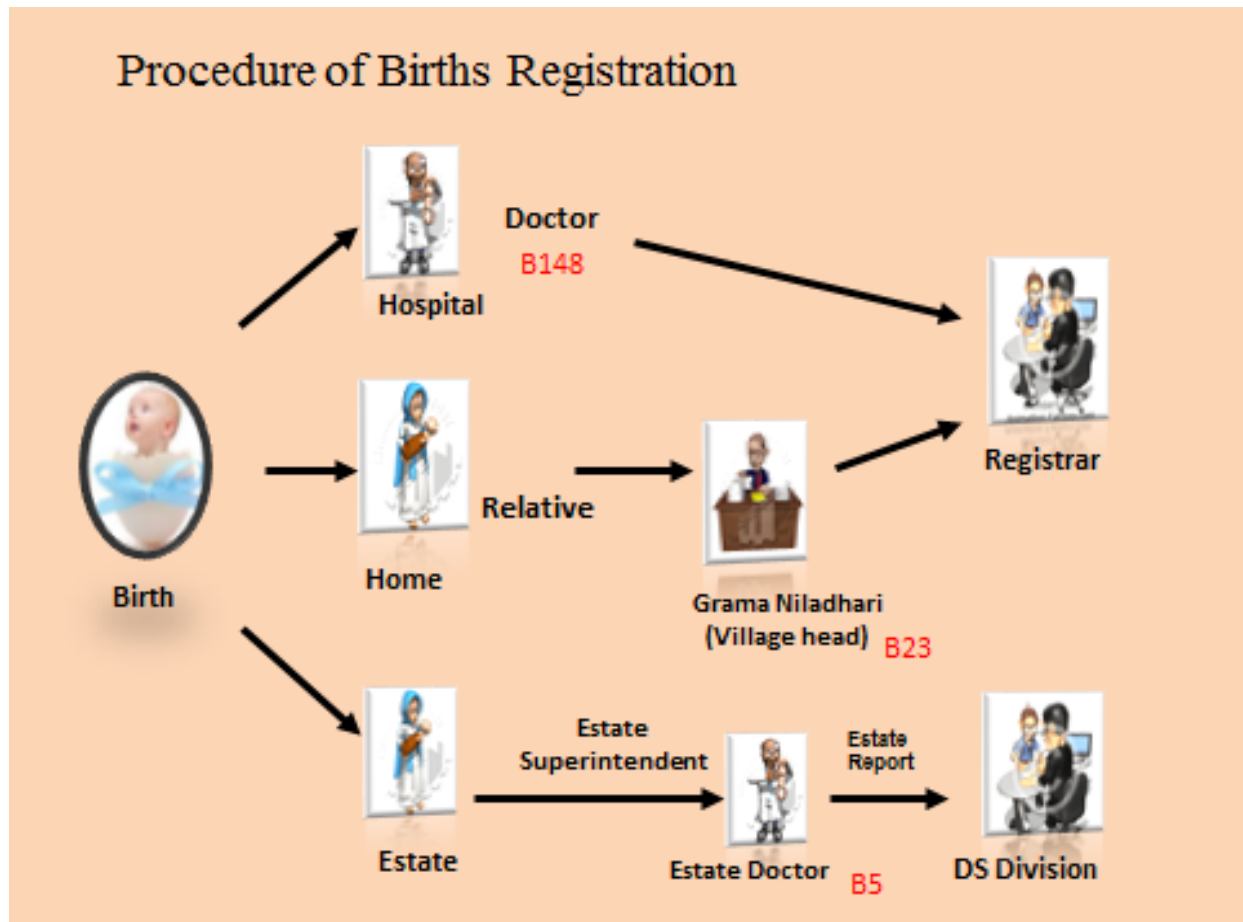 Procedure of Births Registration
Doctor
B148
Hospital
Registrar
Relative
Home
Birth
Grama Niladhari
(Village head)
B23
Estate
Superintendent
Estate
Report
Estate
Estate Doctor
B5
DS Division